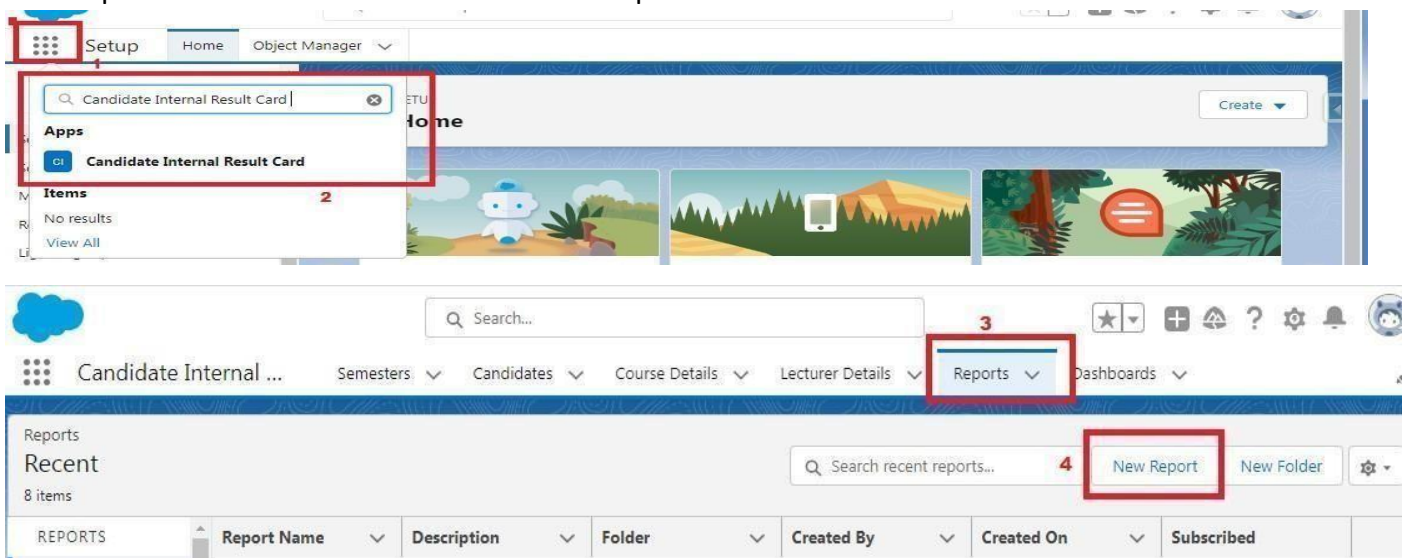 Setup Home Object Manager
1
Candidate Internal Result Card
ETU
Home
Create
Apps
CI Candidate Internal Result Card
Items
2
No results
View All
Search...
3
Candidate Internal ... Semesters Candidates Course Details Lecturer Details Reports Dashboards
Reports
Recent
8 items
Search recent reports...
4
New Report
New Folder
REPORTS Report Name Description Folder Created By Created On Subscribed